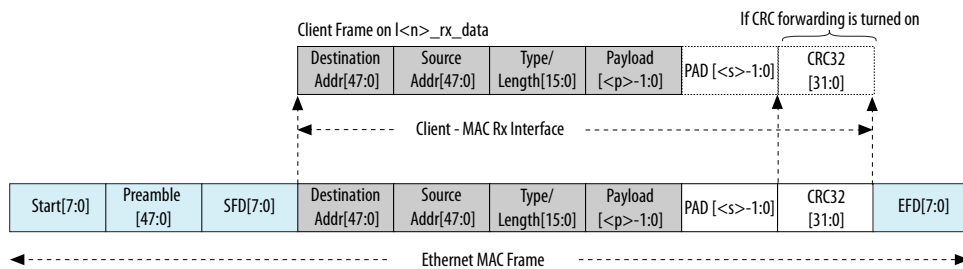 If CRC forwarding is turned on
Client Frame on l<n>_rx_data
Destination
Addr[47:0]
Source
Addr[47:0]
Type/
Length[15:0]
Payload
[<p>-1:0]
PAD [<s>-1:0]
CRC32
[31:0]
Client - MAC Rx Interface
Start[7:0]
Preamble
[47:0]
SFD[7:0]
Destination
Addr[47:0]
Source
Addr[47:0]
Type/
Length[15:0]
Payload
[<p>-1:0]
PAD [<s>-1:0]
CRC32
[31:0]
EFD[7:0]
Ethernet MAC Frame